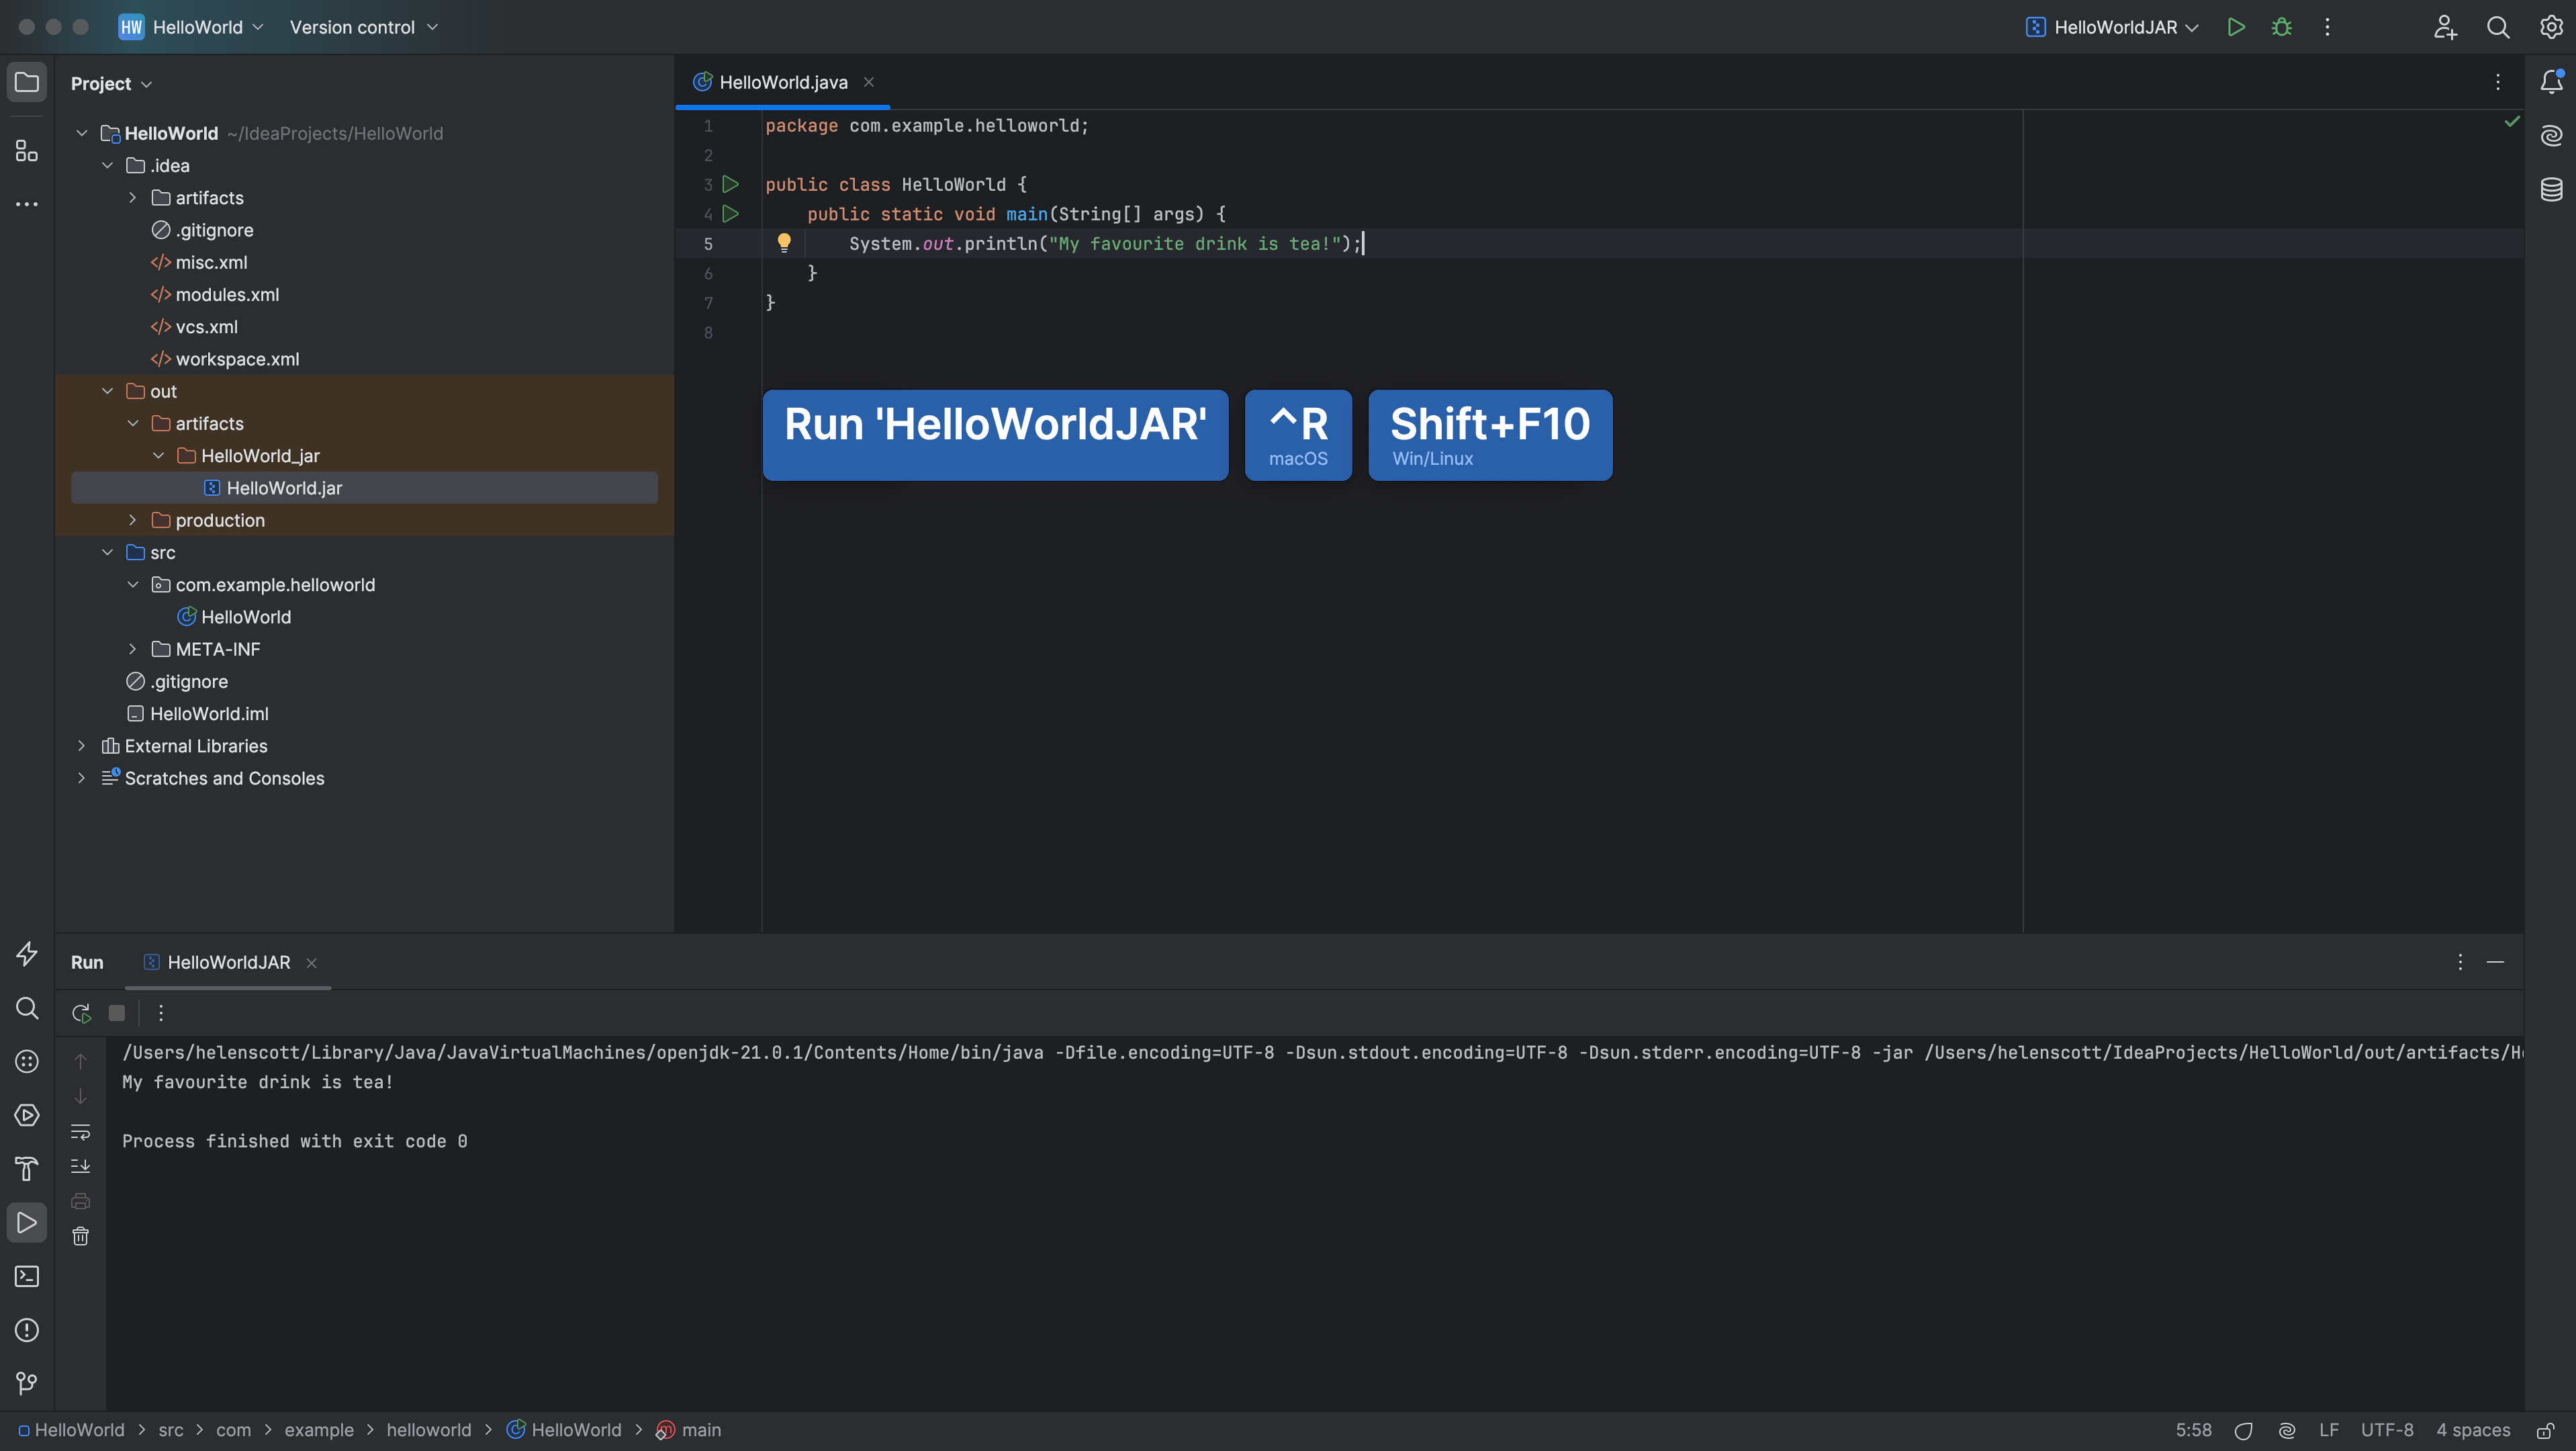 HW HelloWorld Version control HelloWorldJAR
Project
HelloWorld ~/IdeaProjects/HelloWorld
.idea
artifacts
.gitignore
misc.xml
modules.xml
vcs.xml
workspace.xml
out
artifacts
HelloWorld_jar
HelloWorld.jar
production
src
com.example.helloworld
HelloWorld
META-INF
.gitignore
HelloWorld.iml
External Libraries
Scratches and Consoles
HelloWorld.java
1 package com.example.helloworld;
2
3 public class HelloWorld {
4 public static void main(String[] args) {
5 System.out.println("My favourite drink is tea!");
6 }
7 }
8
Run 'HelloWorldJAR' ^R Shift+F10
macOS Win/Linux
Run HelloWorldJAR
/Users/helenscott/Library/Java/JavaVirtualMachines/openjdk-21.0.1/Contents/Home/bin/java -Dfile.encoding=UTF-8 -Dsun.stdout.encoding=UTF-8 -Dsun.stderr.encoding=UTF-8 -jar /Users/helenscott/IdeaProjects/HelloWorld/out/artifacts/H
My favourite drink is tea!
Process finished with exit code 0
HelloWorld > src > com > example > helloworld > HelloWorld > main 5:58 LF UTF-8 4 spaces